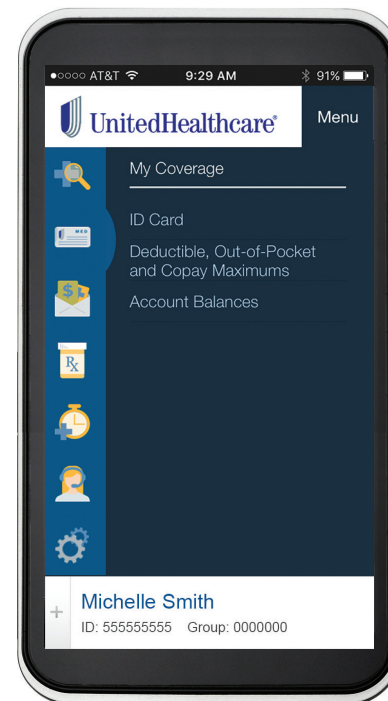 AT&T 9:29 AM 91%
UnitedHealthcare®
Menu
My Coverage
MED
ID Card
Deductible, Out-of-Pocket
and Copay Maximums
$
Account Balances
Rx
+ Michelle Smith
ID: 555555555 Group: 0000000